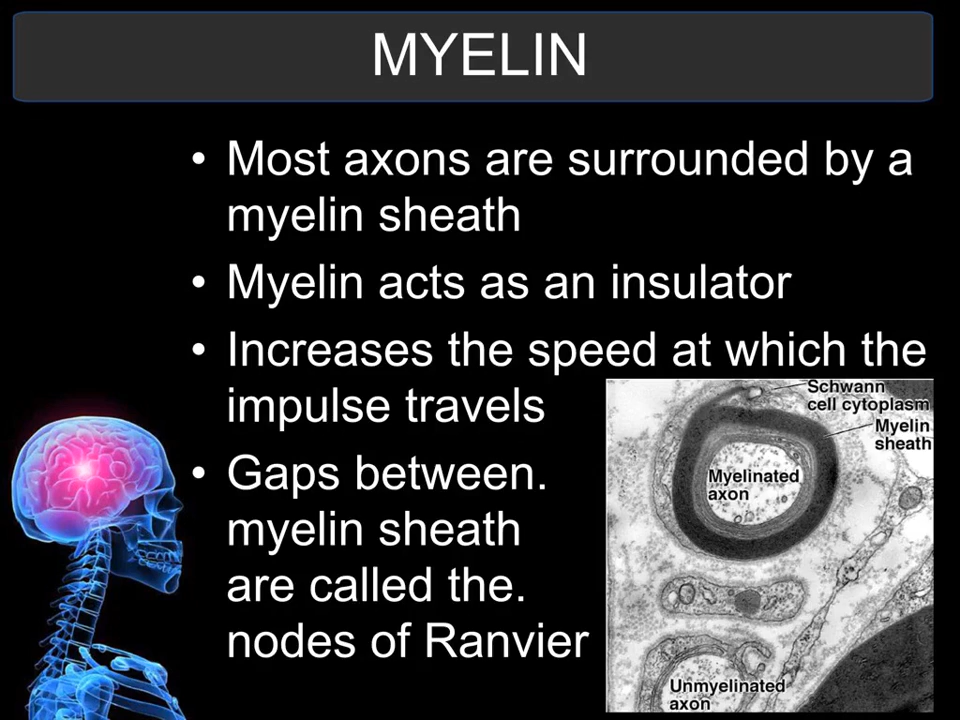 MYELIN
• Most axons are surrounded by a
myelin sheath
• Myelin acts as an insulator
• Increases the speed at which the
impulse travels
• Gaps between.
myelin sheath
are called the.
nodes of Ranvier
Schwann
cell cytoplasm
Myelin
sheath
Myelinated
axon
Unmyelinated
axon